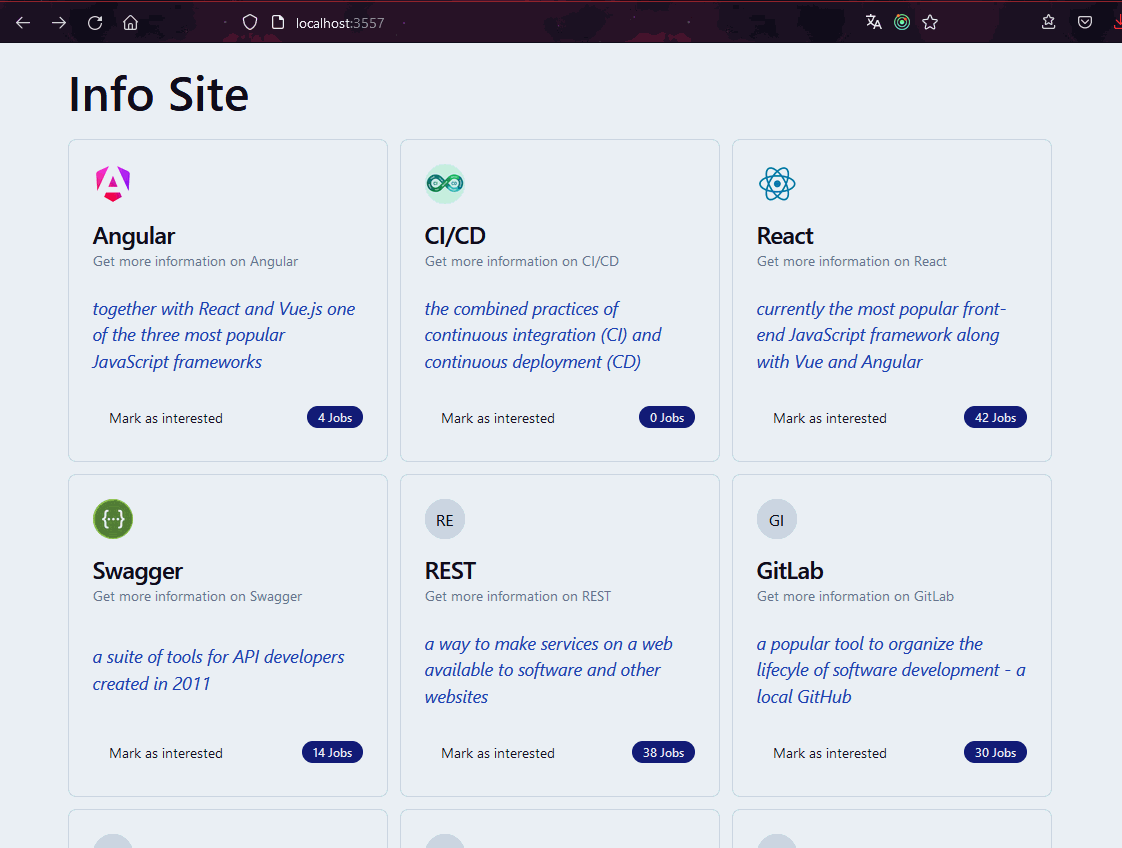 localhost:3557
Info Site
Angular
Get more information on Angular
together with React and Vue.js one
of the three most popular
JavaScript frameworks
Mark as interested
4 Jobs
CI/CD
Get more information on CI/CD
the combined practices of
continuous integration (CI) and
continuous deployment (CD)
Mark as interested
0 Jobs
React
Get more information on React
currently the most popular front-
end JavaScript framework along
with Vue and Angular
Mark as interested
42 Jobs
Swagger
Get more information on Swagger
a suite of tools for API developers
created in 2011
Mark as interested
14 Jobs
RE
REST
Get more information on REST
a way to make services on a web
available to software and other
websites
Mark as interested
38 Jobs
GI
GitLab
Get more information on GitLab
a popular tool to organize the
lifecyle of software development - a
local GitHub
Mark as interested
30 Jobs